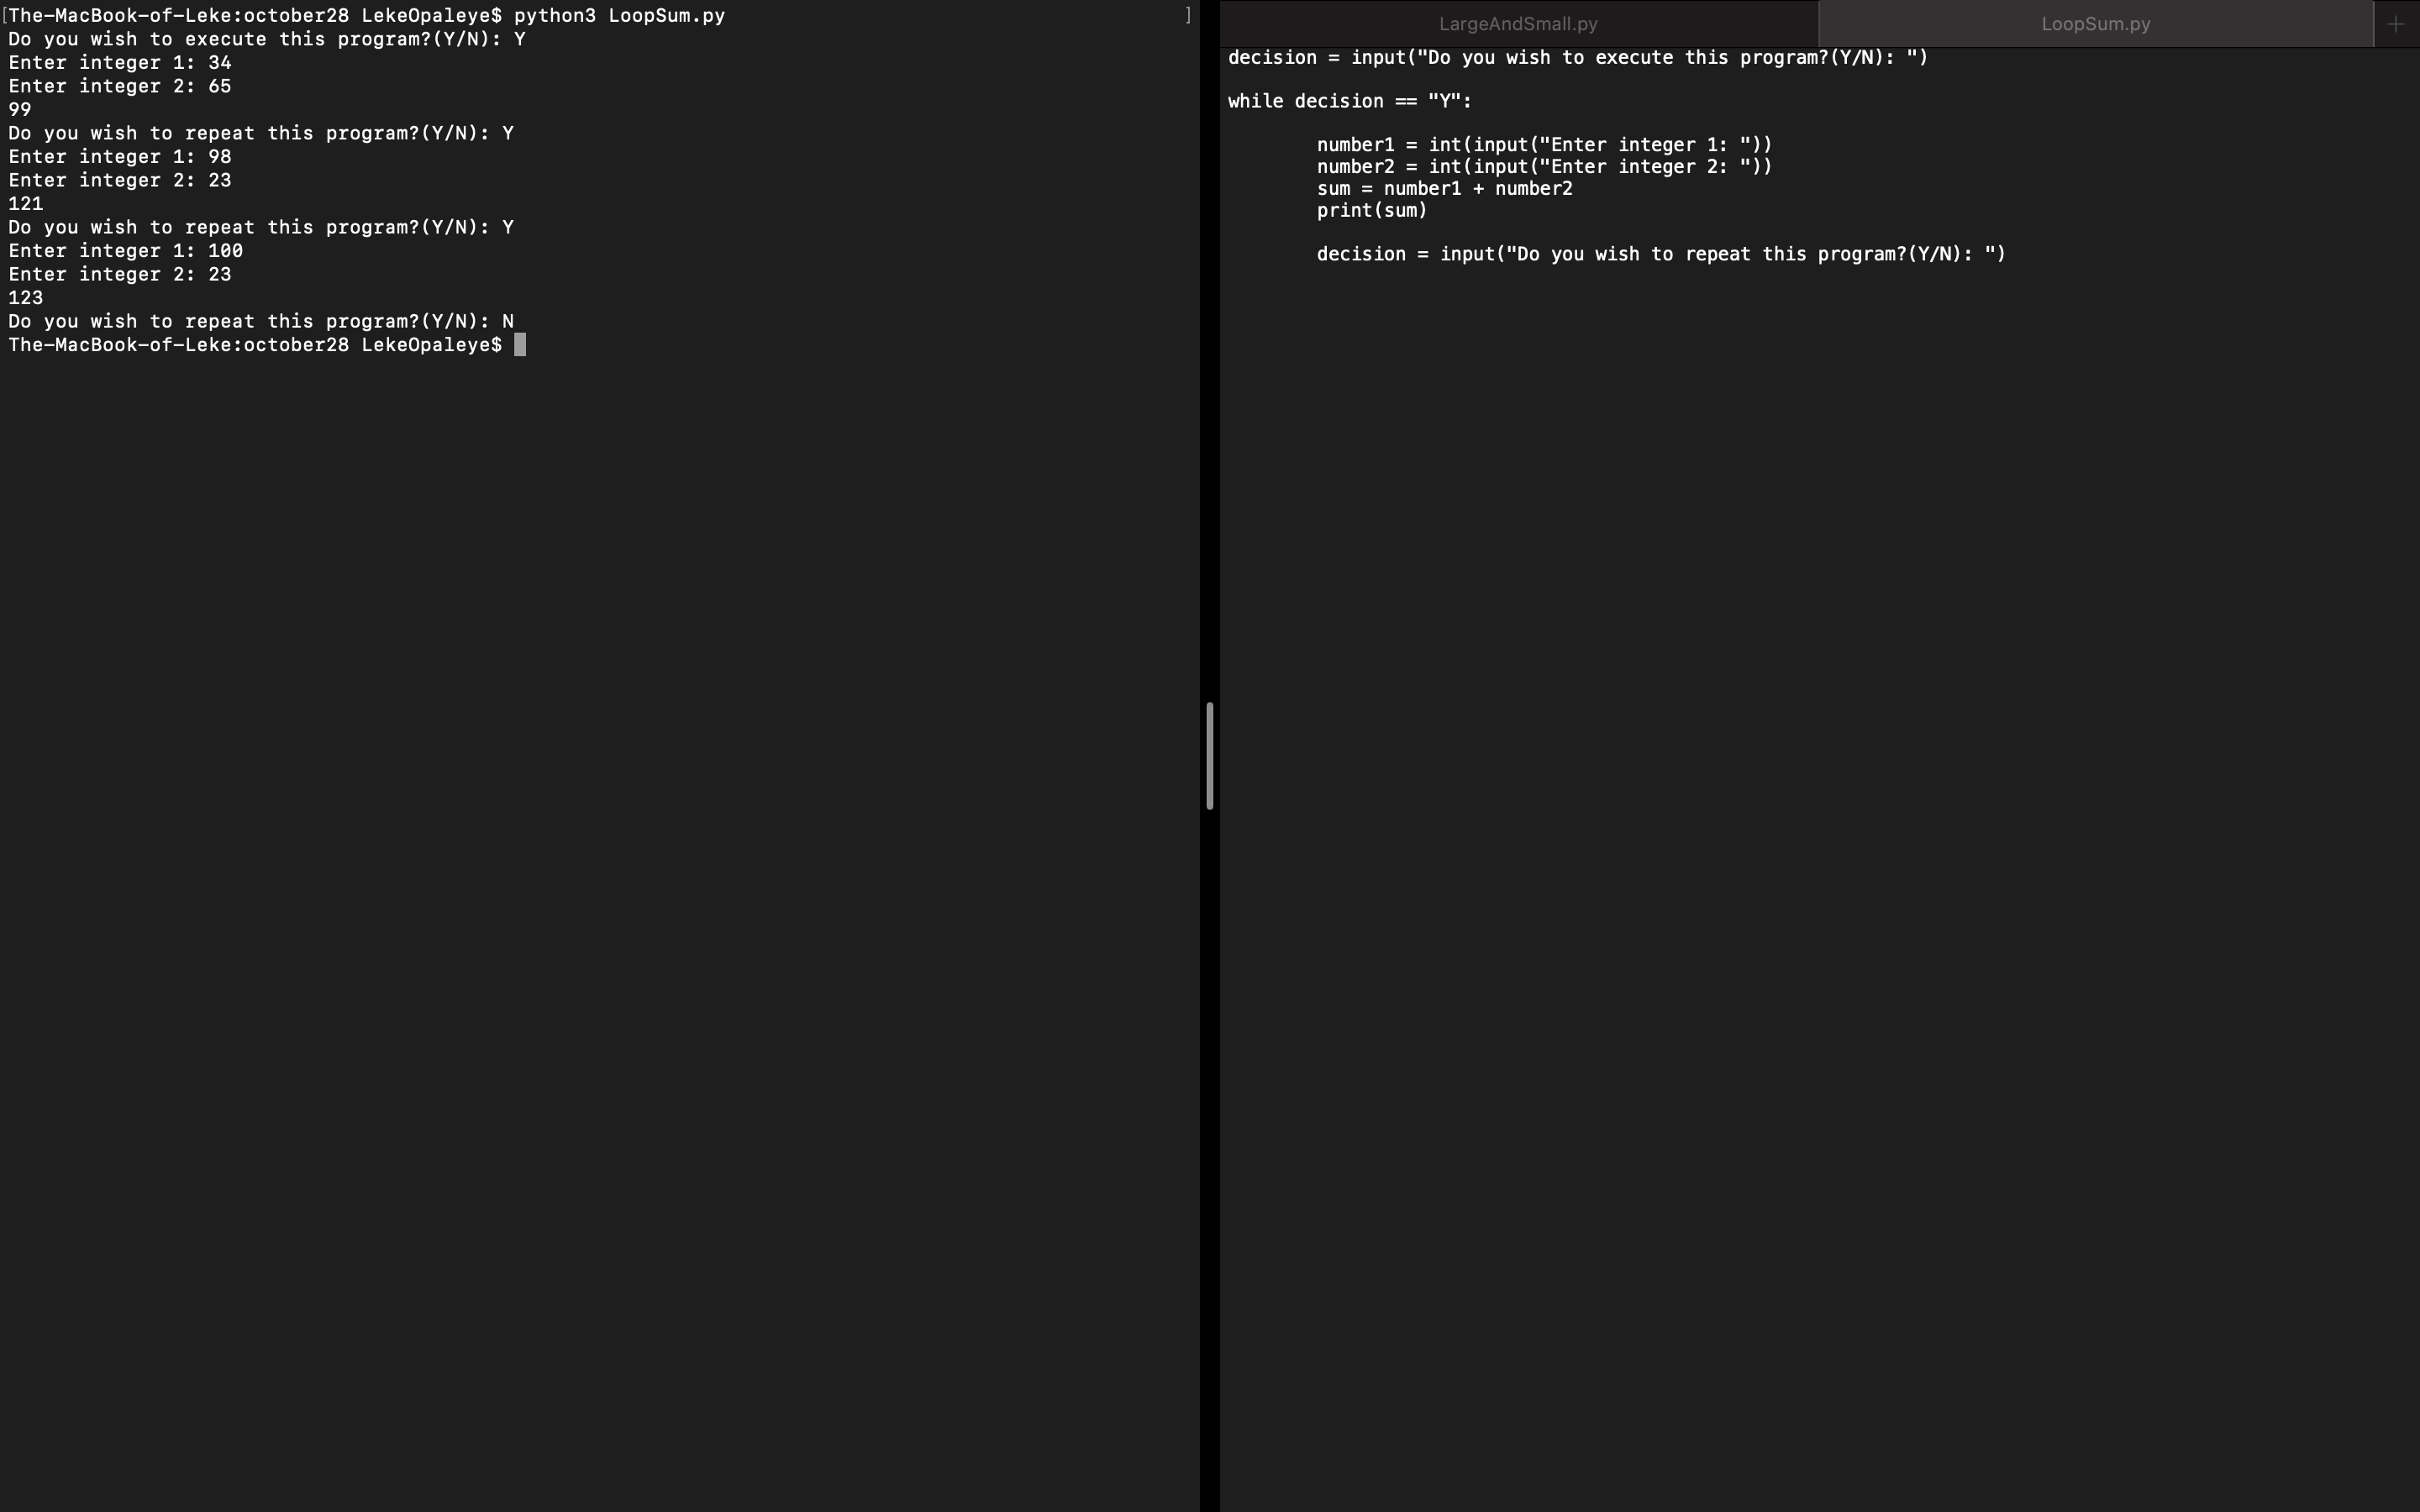 [The-MacBook-of-Leke:october28 LekeOpaleye$ python3 LoopSum.py ]
Do you wish to execute this program?(Y/N): Y
Enter integer 1: 34
Enter integer 2: 65
99
Do you wish to repeat this program?(Y/N): Y
Enter integer 1: 98
Enter integer 2: 23
121
Do you wish to repeat this program?(Y/N): Y
Enter integer 1: 100
Enter integer 2: 23
123
Do you wish to repeat this program?(Y/N): N
The-MacBook-of-Leke:october28 LekeOpaleye$
LargeAndSmall.py
LoopSum.py
+
decision = input("Do you wish to execute this program?(Y/N): ")
while decision == "Y":
number1 = int(input("Enter integer 1: "))
number2 = int(input("Enter integer 2: "))
sum = number1 + number2
print(sum)
decision = input("Do you wish to repeat this program?(Y/N): ")